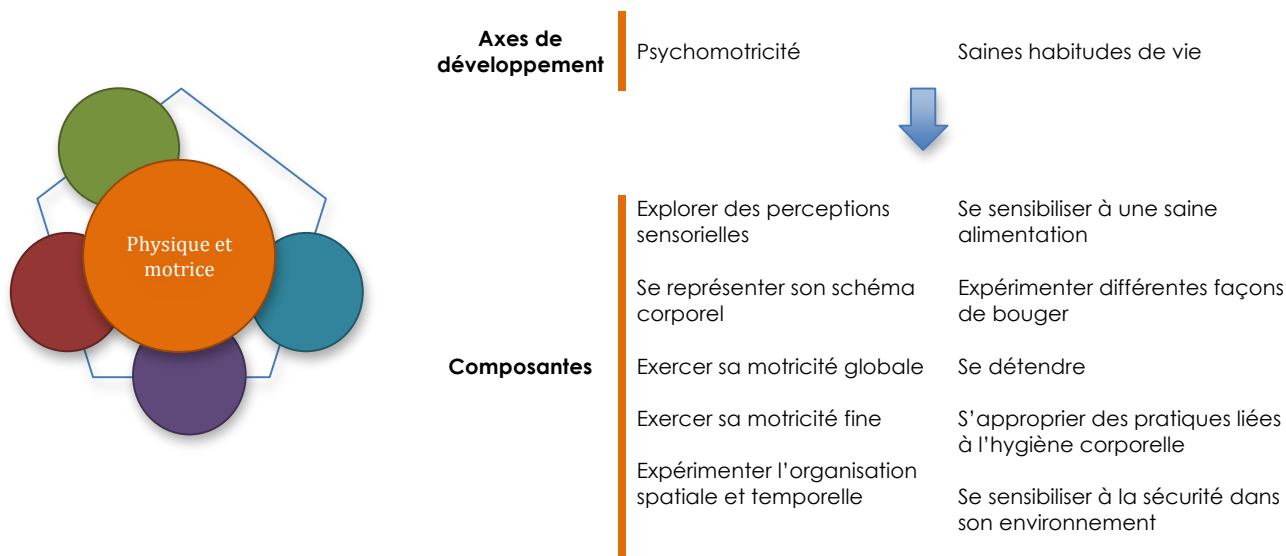 Axes de
développement
Psychomotricité
Saines habitudes de vie
Physique et
motrice
Composantes
Explorer des perceptions
sensorielles
Se représenter son schéma
corporel
Exercer sa motricité globale
Exercer sa motricité fine
Expérimenter l’organisation
spatiale et temporelle
Se sensibiliser à une saine
alimentation
Expérimenter différentes façons
de bouger
Se détendre
S’approprier des pratiques liées
à l’hygiène corporelle
Se sensibiliser à la sécurité dans
son environnement